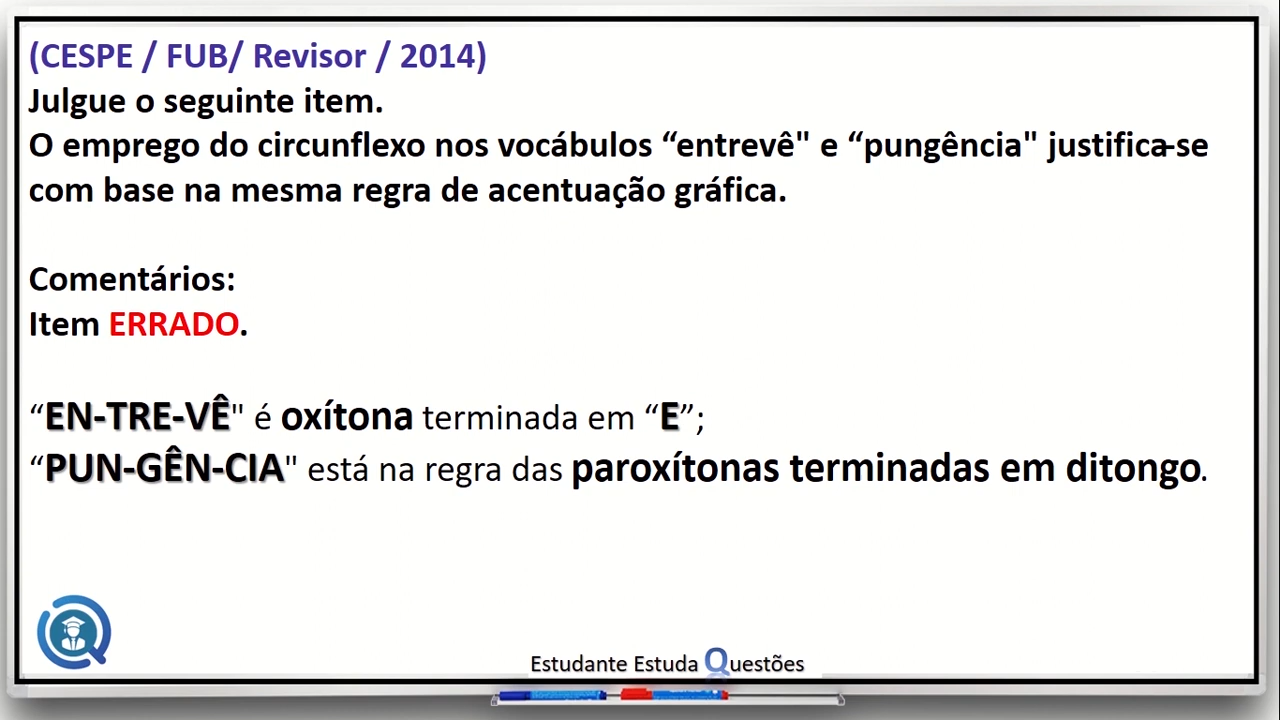 (CESPE / FUB/ Revisor / 2014)
Julgue o seguinte item.
O emprego do circunflexo nos vocábulos “entrevê" e “pungência" justifica-se
com base na mesma regra de acentuação gráfica.
Comentários:
Item ERRADO.
“EN-TRE-VÊ" é oxítona terminada em “E”;
“PUN-GÊN-CIA" está na regra das paroxítonas terminadas em ditongo.
Estudante Estuda Questões